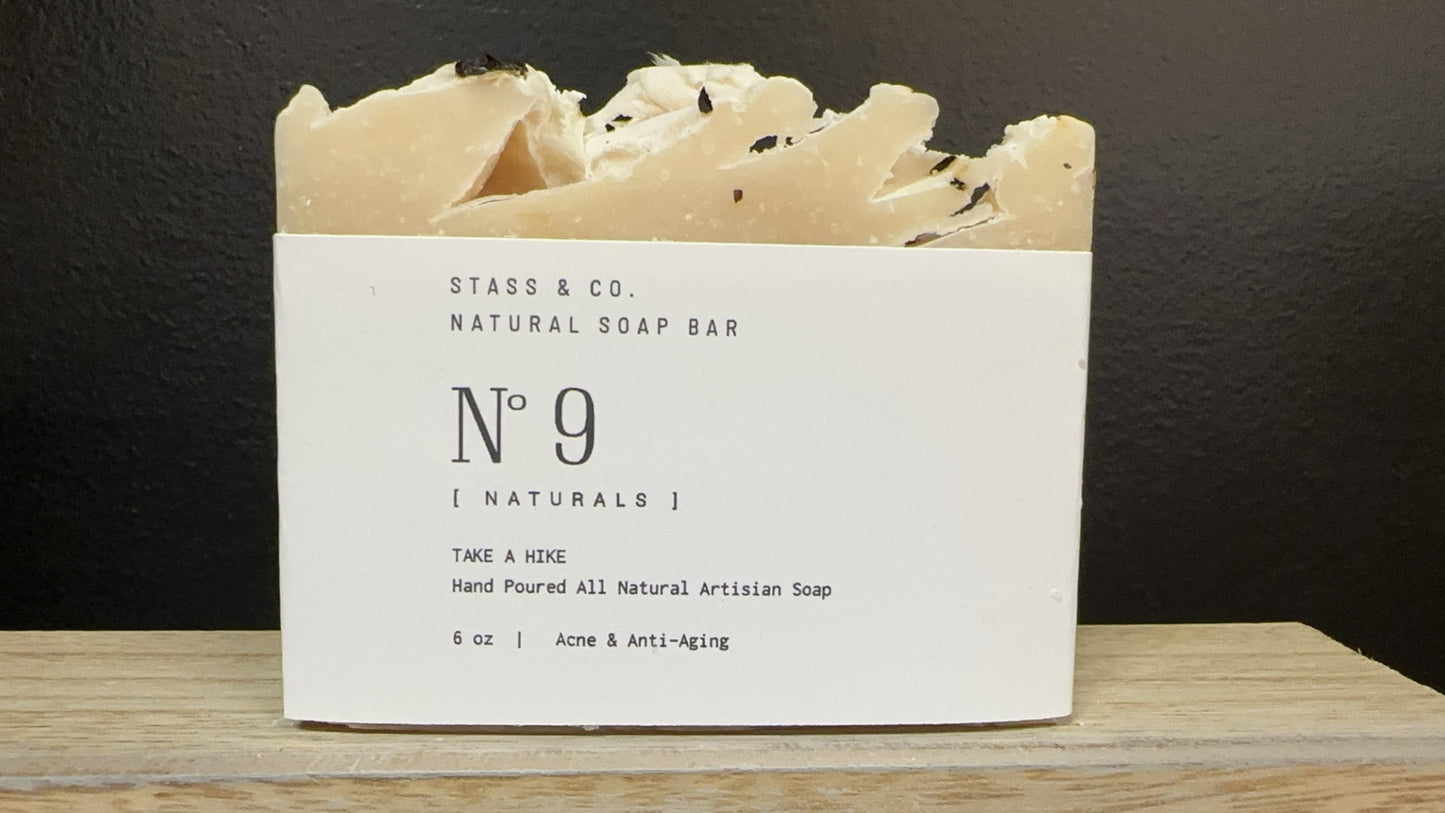 STASS & CO.
NATURAL SOAP BAR
Nº 9
[ NATURALS ]
TAKE A HIKE
Hand Poured All Natural Artisian Soap
6 oz | Acne & Anti-Aging